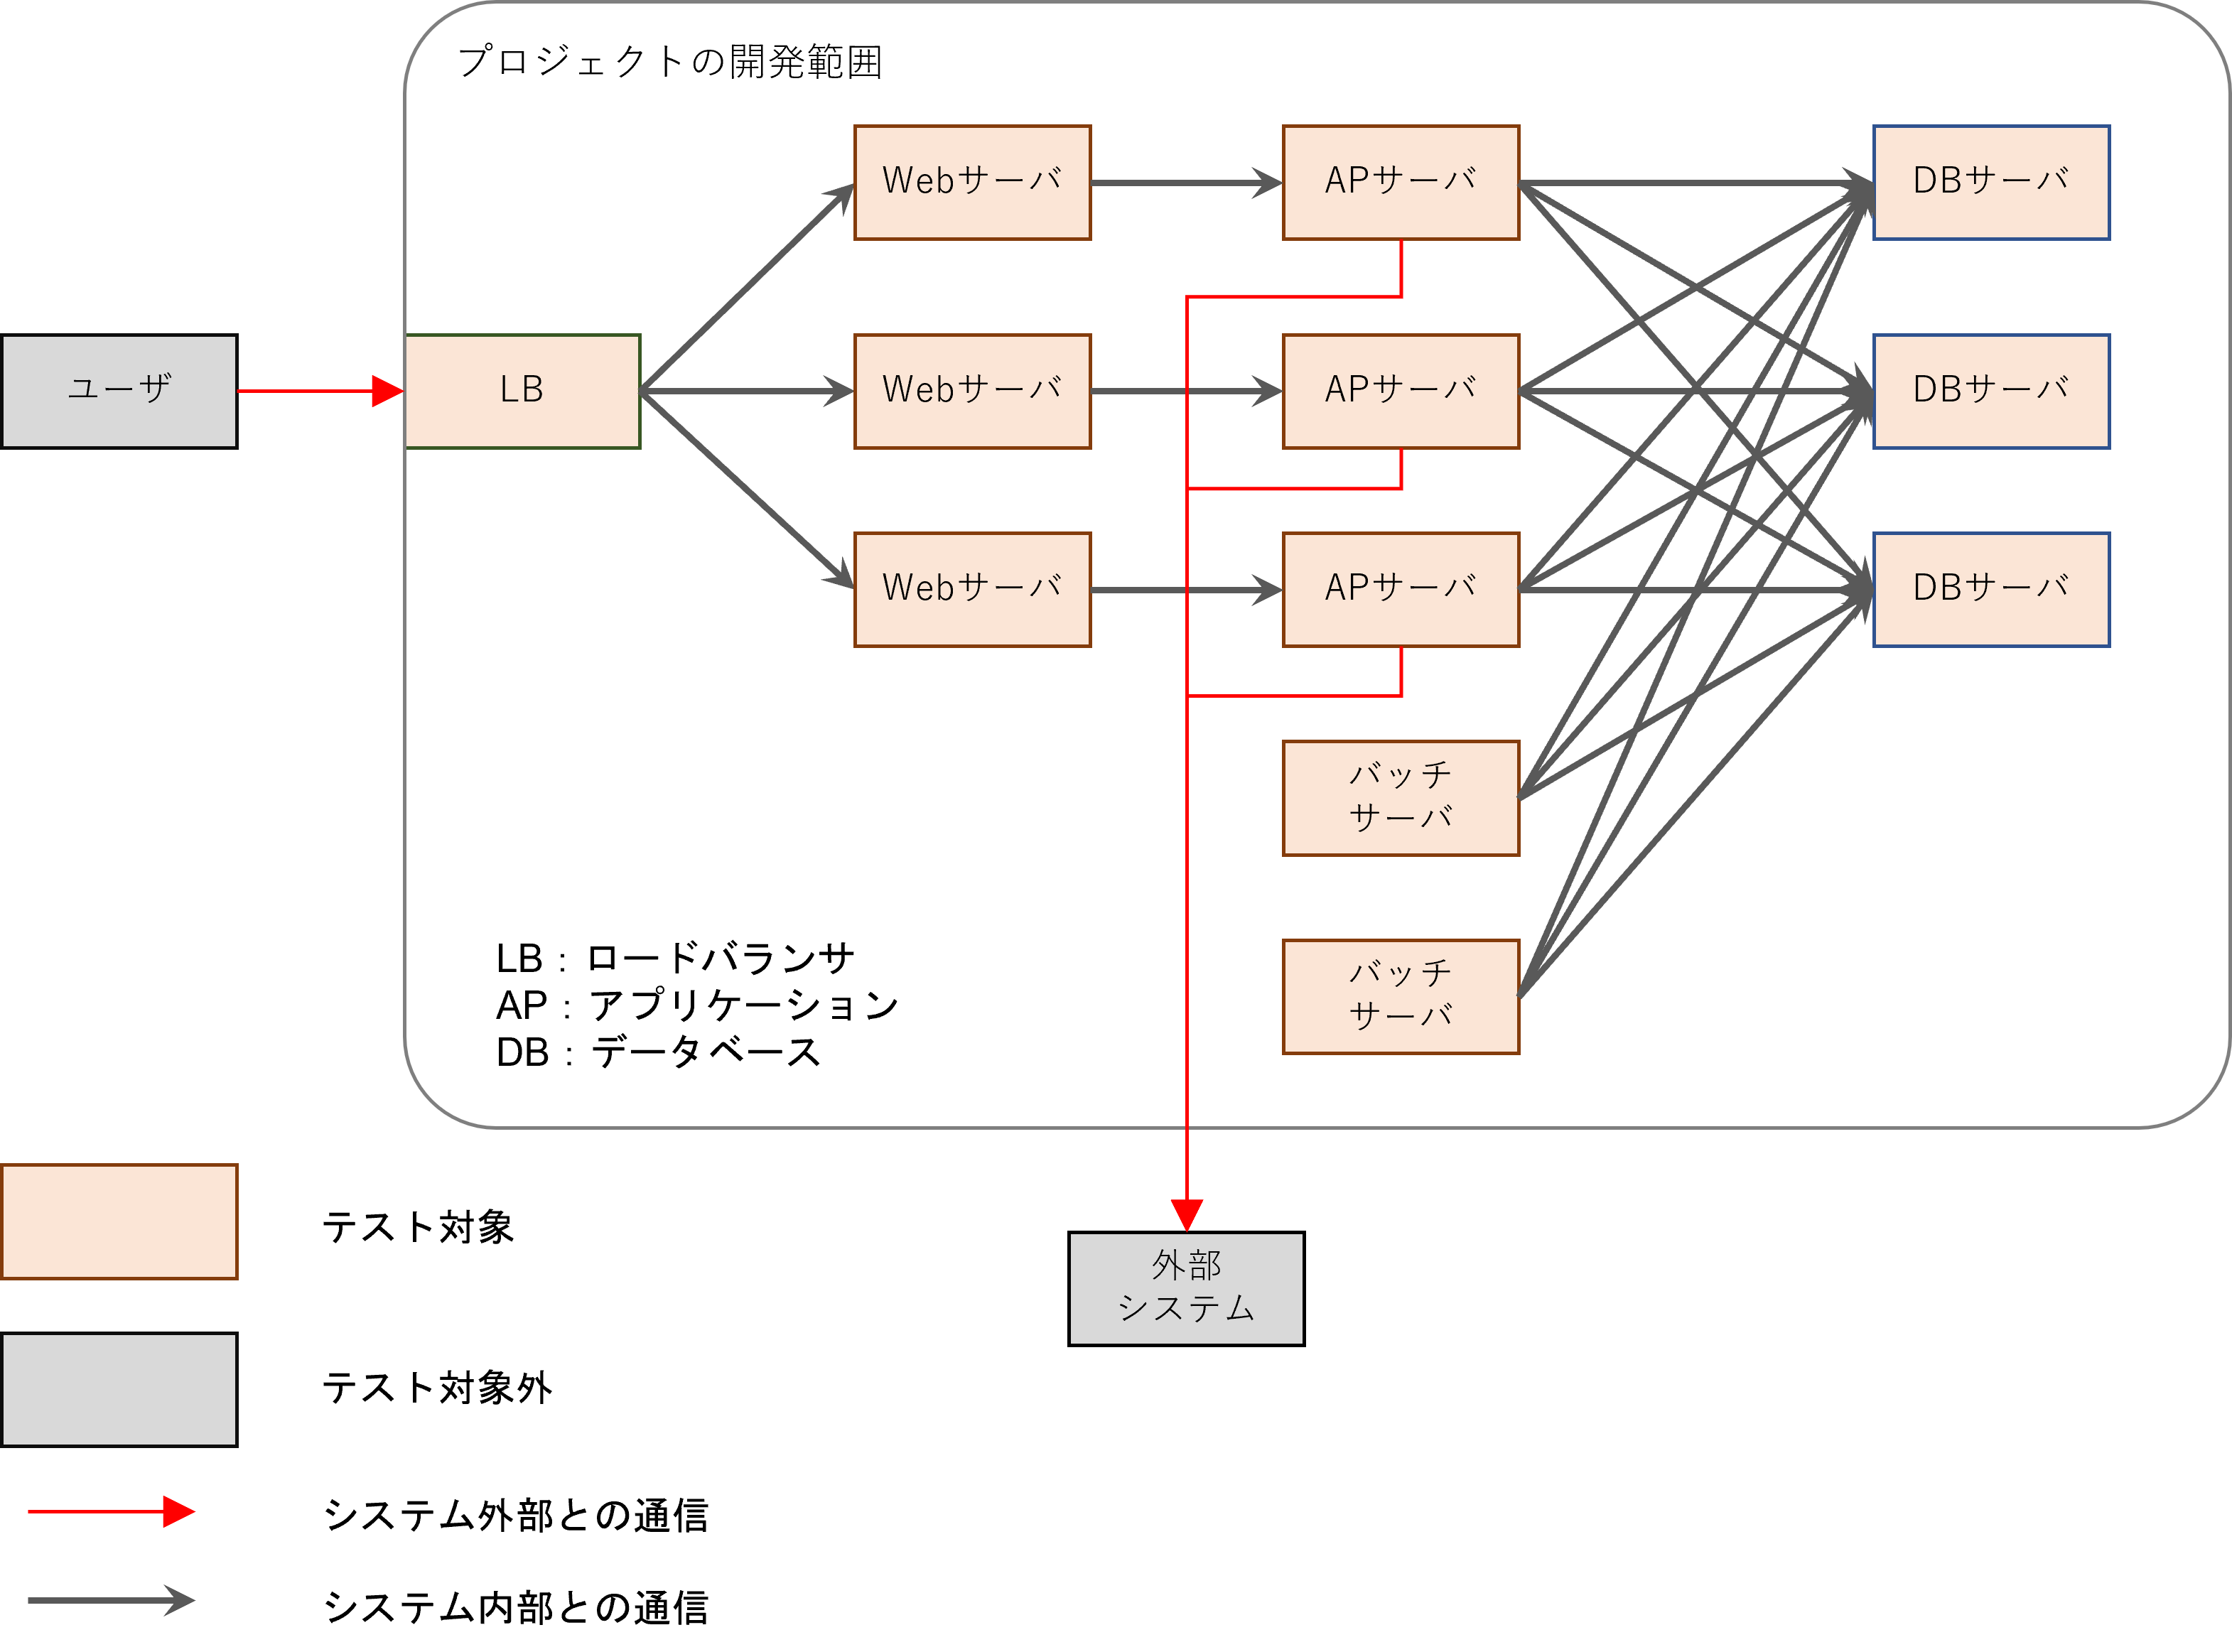 プロジェクトの開発範囲
Webサーバ
APサーバ
DBサーバ
ユーザ
LB
Webサーバ
APサーバ
DBサーバ
Webサーバ
APサーバ
DBサーバ
バッチ
サーバ
バッチ
サーバ
LB：ロードバランサ
AP：アプリケーション
DB：データベース
外部
システム
テスト対象
テスト対象外
システム外部との通信
システム内部との通信